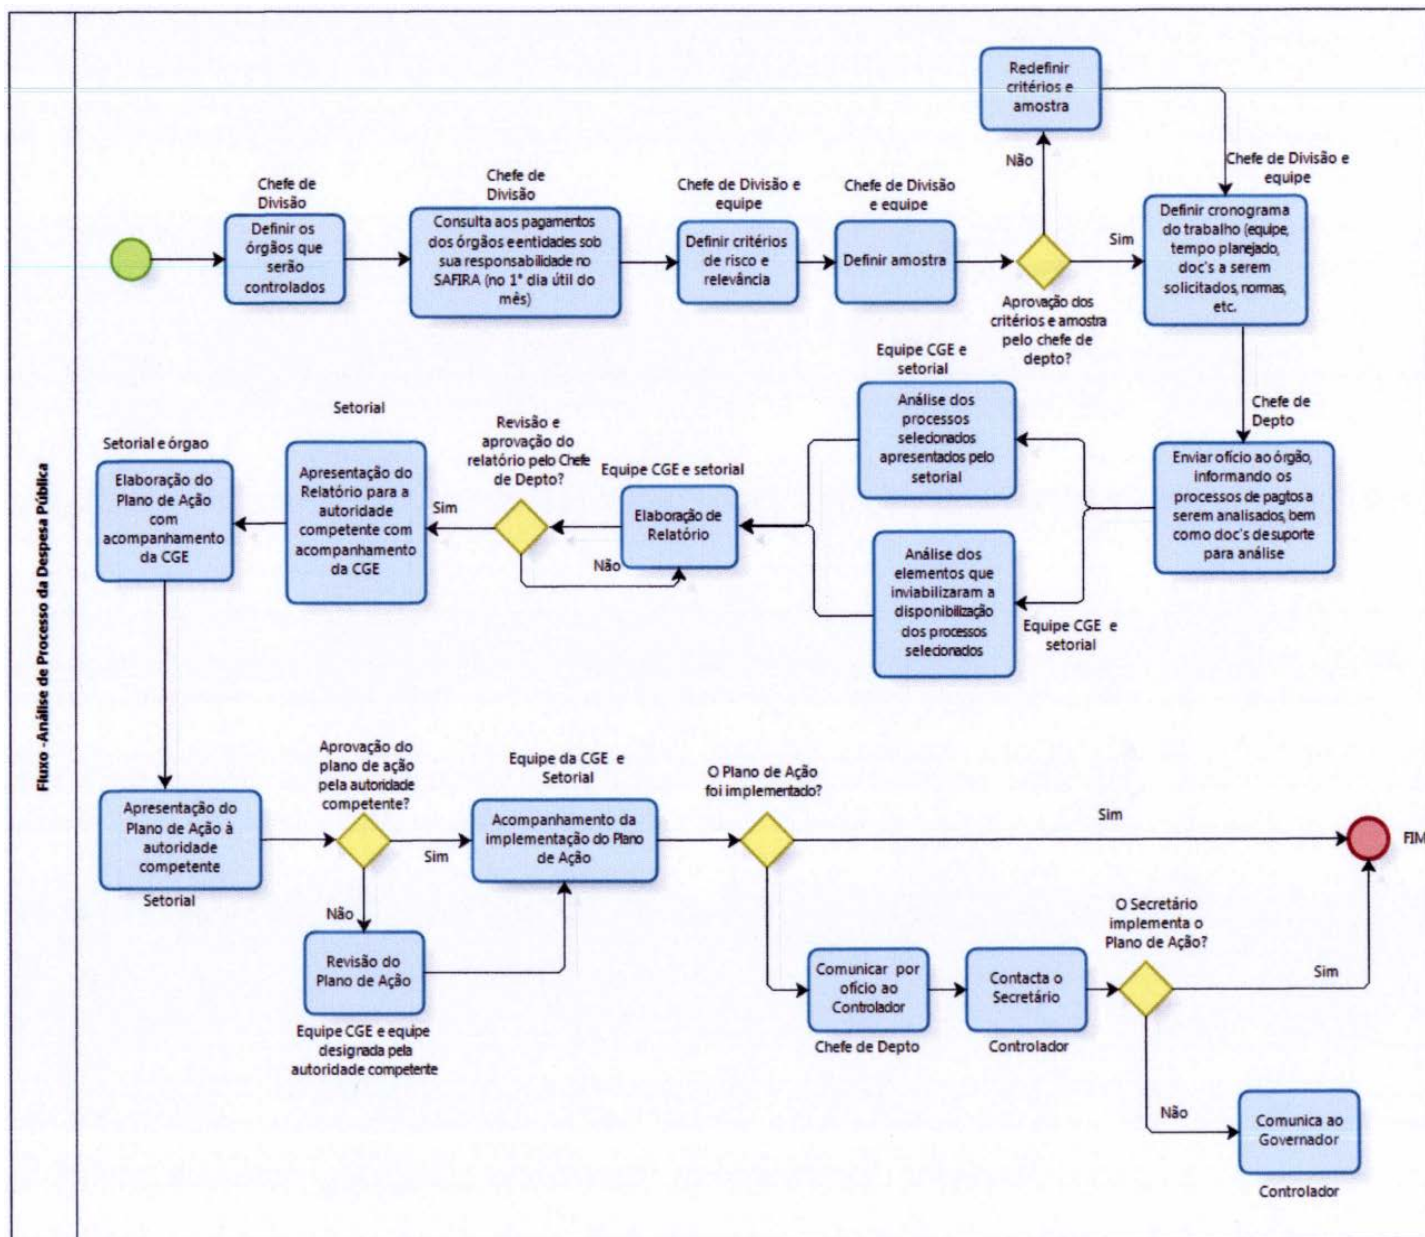 Fluxo -Análise de Processo da Despesa Pública
Redefinir
critérios e
amostra
Não
Chefe de
Divisão
Definir os
órgãos que
serão
controlados
Chefe de
Divisão
Consulta aos pagamentos
dos órgãos e entidades sob
sua responsabilidade no
SAFIRA (no 1° dia útil do
mês)
Chefe de Divisão e
equipe
Definir critérios
de risco e
relevância
Chefe de Divisão
e equipe
Definir amostra
Aprovação dos
critérios e amostra
pelo chefe de
depto?
Sim
Chefe de Divisão e
equipe
Definir cronograma
do trabalho (equipe,
tempo planejado,
doc's a serem
solicitados, normas,
etc.
Chefe de
Depto
Enviar ofício ao órgão,
informando os
processos de pagtos a
serem analisados, bem
como doc's de suporte
para análise
Equipe CGE e
setorial
Análise dos
processos
selecionados
apresentados pelo
setorial
Análise dos
elementos que
inviabilizaram a
disponibilização
dos processos
selecionados
Equipe CGE e
setorial
Equipe CGE e setorial
Elaboração de
Relatório
Revisão e
aprovação do
relatório pelo Chefe
de Depto?
Sim
Não
Setorial
Apresentação do
Relatório para a
autoridade
competente com
acompanhamento
da CGE
Setorial e órgao
Elaboração do
Plano de Ação
com
acompanhamento
da CGE
Apresentação do
Plano de Ação à
autoridade
competente
Setorial
Aprovação do
plano de ação
pela autoridade
competente?
Sim
Não
Revisão do
Plano de Ação
Equipe CGE e equipe
designada pela
autoridade competente
Equipe da CGE e
Setorial
Acompanhamento da
implementação do Plano
de Ação
O Plano de Ação
foi implementado?
Sim
FIM
Comunicar por
ofício ao
Controlador
Chefe de Depto
Contacta o
Secretário
Controlador
O Secretário
implementa o
Plano de Ação?
Sim
Não
Comunica ao
Governador
Controlador